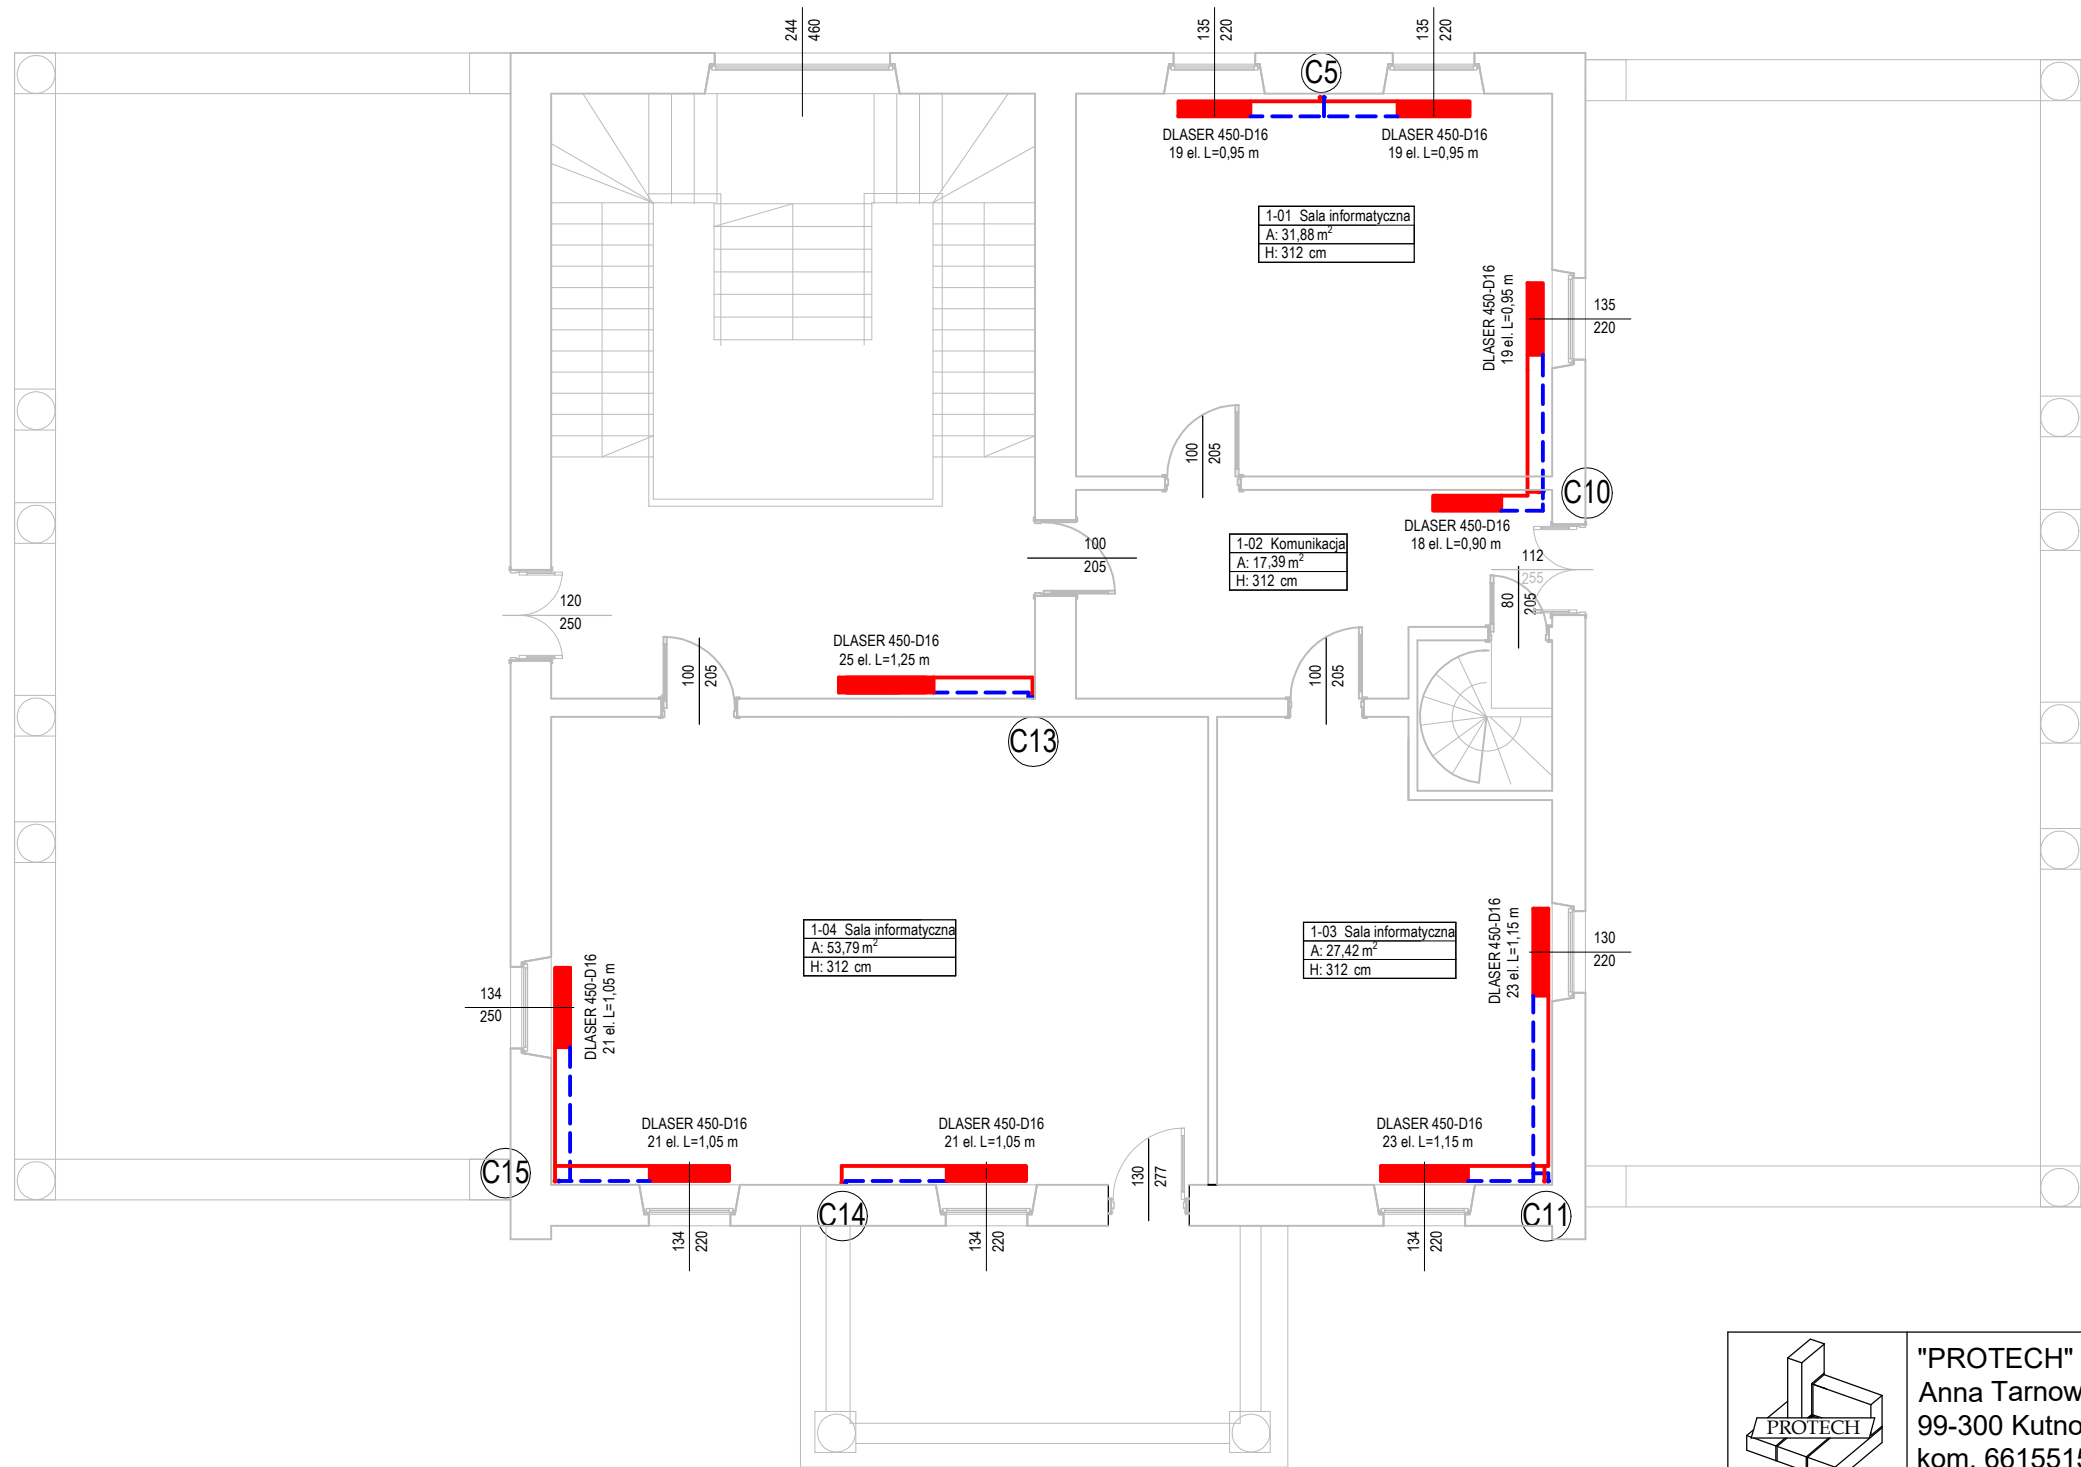 244
460
135
220
135
220
C5
DLASER 450-D16
19 el. L=0,95 m
DLASER 450-D16
19 el. L=0,95 m
1-01 Sala informatyczna
A: 31,88 m²
H: 312 cm
DLASER 450-D16
19 el. L=0,95 m
135
220
100
205
C10
DLASER 450-D16
18 el. L=0,90 m
100
205
1-02 Komunikacja
A: 17,39 m²
H: 312 cm
112
255
80
205
120
250
DLASER 450-D16
25 el. L=1,25 m
100
205
100
205
C13
1-04 Sala informatyczna
A: 53,79 m²
H: 312 cm
1-03 Sala informatyczna
A: 27,42 m²
H: 312 cm
DLASER 450-D16
23 el. L=1,15 m
130
220
134
250
DLASER 450-D16
21 el. L=1,05 m
DLASER 450-D16
21 el. L=1,05 m
DLASER 450-D16
21 el. L=1,05 m
DLASER 450-D16
23 el. L=1,15 m
130
277
C15
C14
C11
134
220
134
220
134
220
PROTECH
"PROTECH"
Anna Tarnow
99-300 Kutno
kom. 6615515